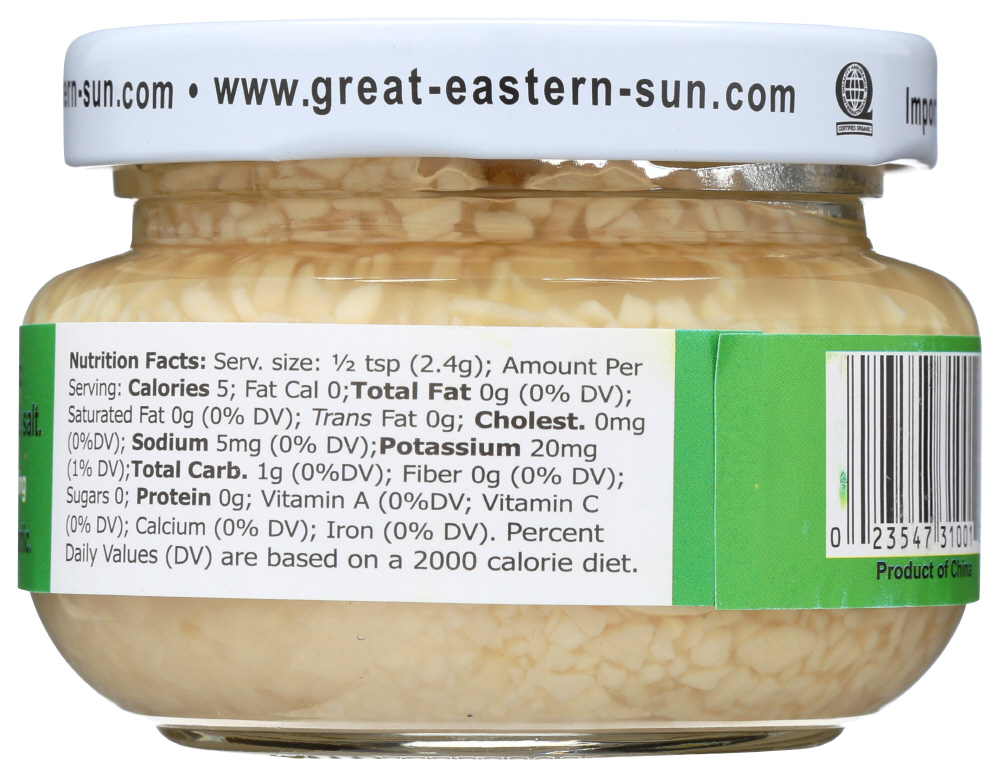 ern-sun.com • www.great-eastern-sun.com
CERTIFIED ORGANIC
Nutrition Facts: Serv. size: ½ tsp (2.4g); Amount Per
Serving: Calories 5; Fat Cal 0;Total Fat 0g (0% DV);
Saturated Fat 0g (0% DV); Trans Fat 0g; Cholest. 0mg
(0%DV); Sodium 5mg (0% DV);Potassium 20mg
(1% DV);Total Carb. 1g (0%DV); Fiber 0g (0% DV);
Sugars 0; Protein 0g; Vitamin A (0%DV; Vitamin C
(0% DV); Calcium (0% DV); Iron (0% DV). Percent
Daily Values (DV) are based on a 2000 calorie diet.
salt.
0 23547 31001
Product of China